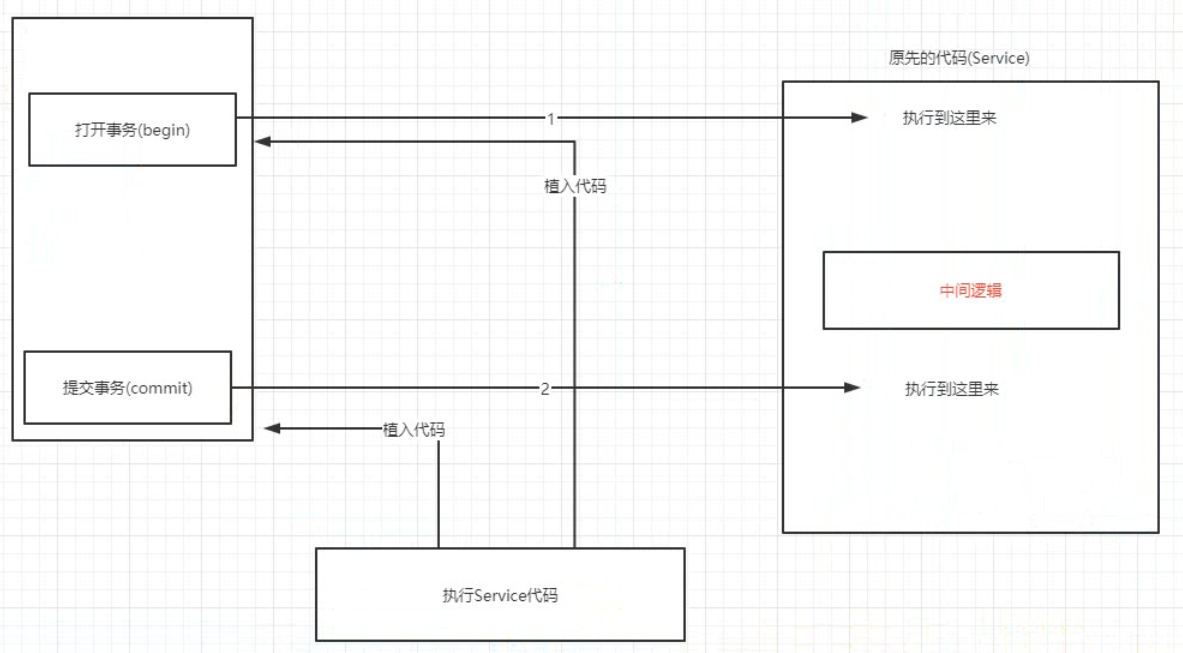 原先的代码(Service)
打开事务(begin)
1
执行到这里来
植入代码
中间逻辑
提交事务(commit)
2
执行到这里来
植入代码
执行Service代码